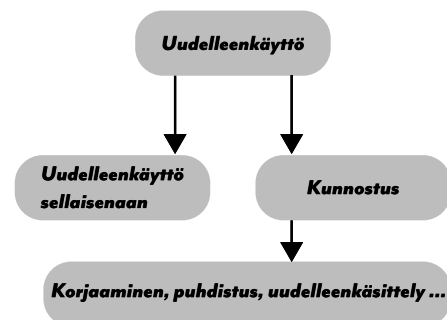 Uudelleenkäyttö
Uudelleenkäyttö
sellaisenaan
Kunnostus
Korjaaminen, puhdistus, uudelleenkäsittely ...